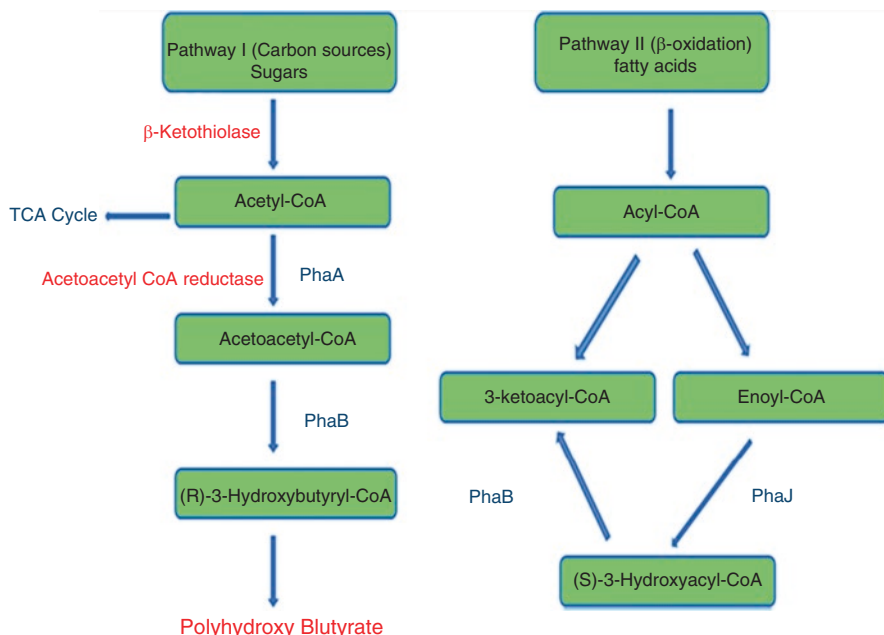 Pathway I (Carbon sources)
Sugars
β-Ketothiolase
Acetyl-CoA
TCA Cycle
Acetoacetyl CoA reductase
PhaA
Acetoacetyl-CoA
PhaB
(R)-3-Hydroxybutyryl-CoA
Polyhydroxy Blutyrate
Pathway II (β-oxidation)
fatty acids
Acyl-CoA
3-ketoacyl-CoA
Enoyl-CoA
PhaB
PhaJ
(S)-3-Hydroxyacyl-CoA